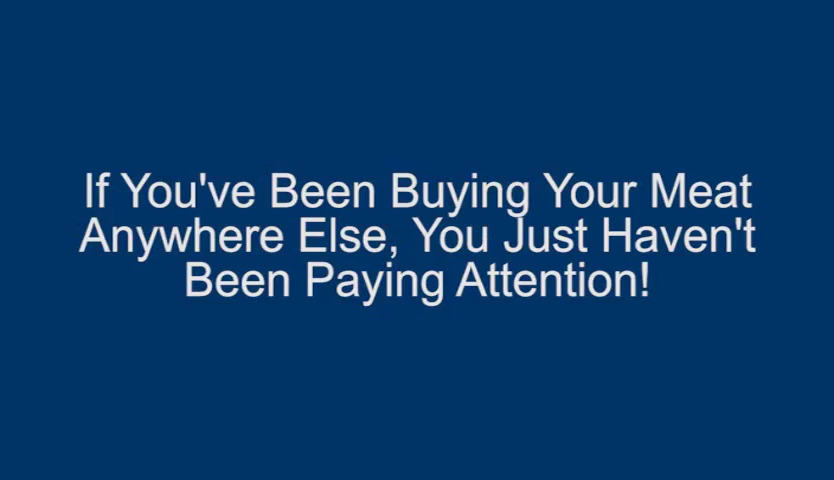 If You've Been Buying Your Meat
Anywhere Else, You Just Haven't
Been Paying Attention!